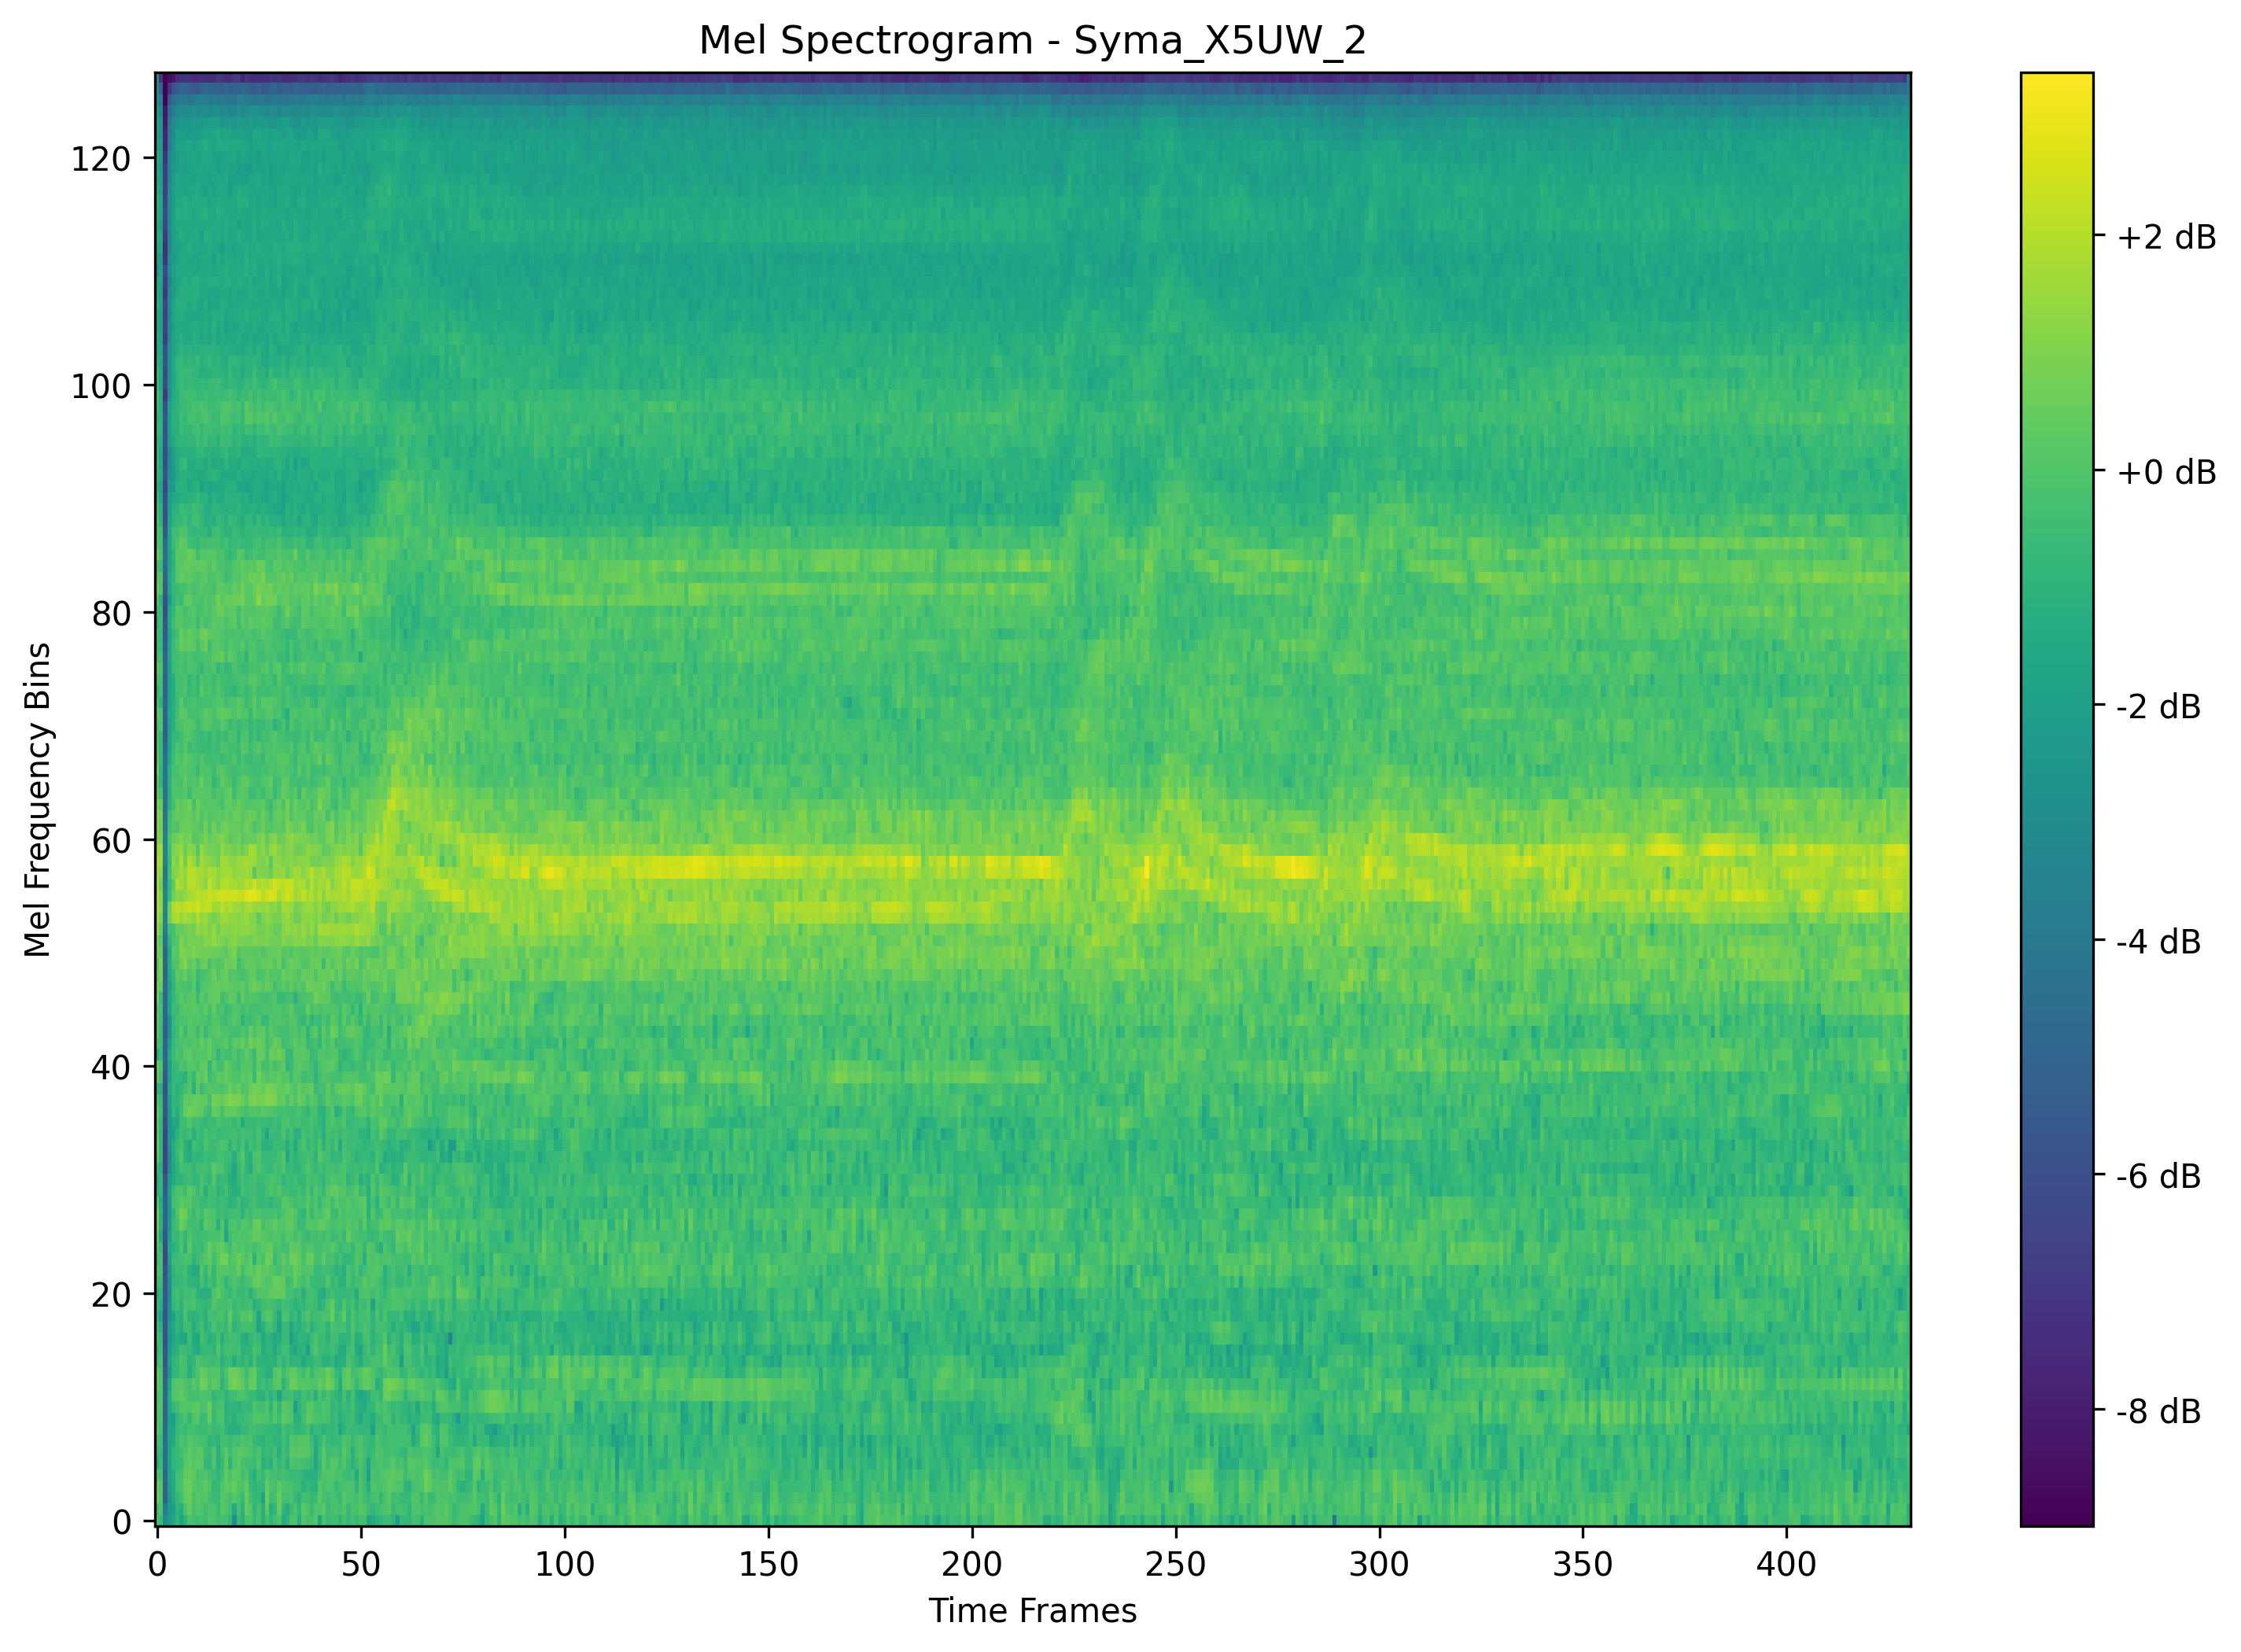 Mel Spectrogram - Syma_X5UW_2
Mel Frequency Bins
120
100
80
60
40
20
0
0 50 100 150 200 250 300 350 400
Time Frames
+2 dB
+0 dB
-2 dB
-4 dB
-6 dB
-8 dB